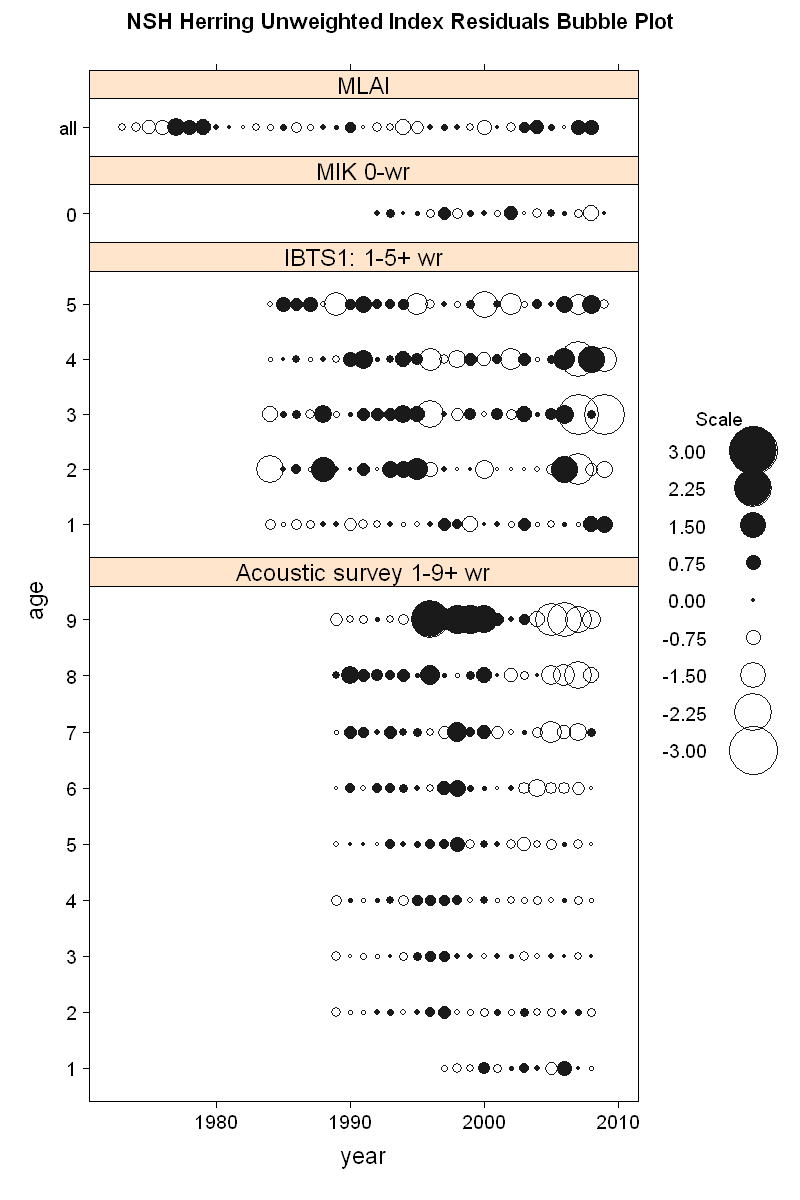 NSH Herring Unweighted Index Residuals Bubble Plot
MLAI
all
MIK 0-wr
0
IBTS1: 1-5+ wr
5
4
3
2
1
Acoustic survey 1-9+ wr
9
8
7
6
5
4
3
2
1
age
1980 1990 2000 2010
year
Scale
3.00
2.25
1.50
0.75
0.00
-0.75
-1.50
-2.25
-3.00